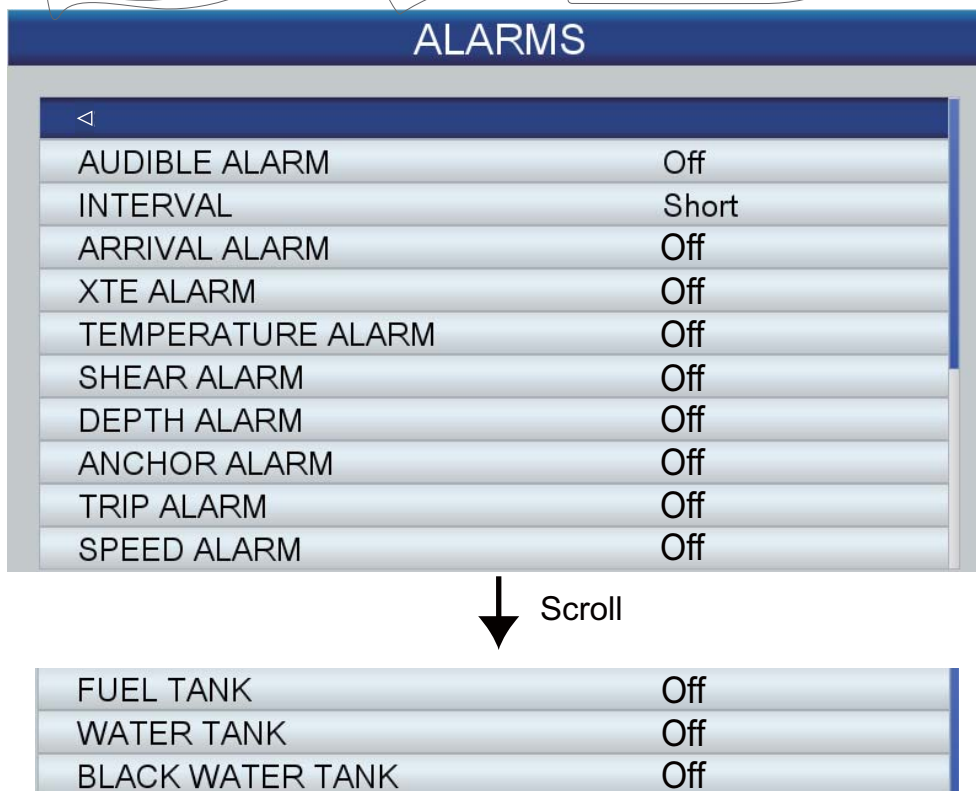 ALARMS
AUDIBLE ALARM Off
INTERVAL Short
ARRIVAL ALARM Off
XTE ALARM Off
TEMPERATURE ALARM Off
SHEAR ALARM Off
DEPTH ALARM Off
ANCHOR ALARM Off
TRIP ALARM Off
SPEED ALARM Off
Scroll
FUEL TANK Off
WATER TANK Off
BLACK WATER TANK Off